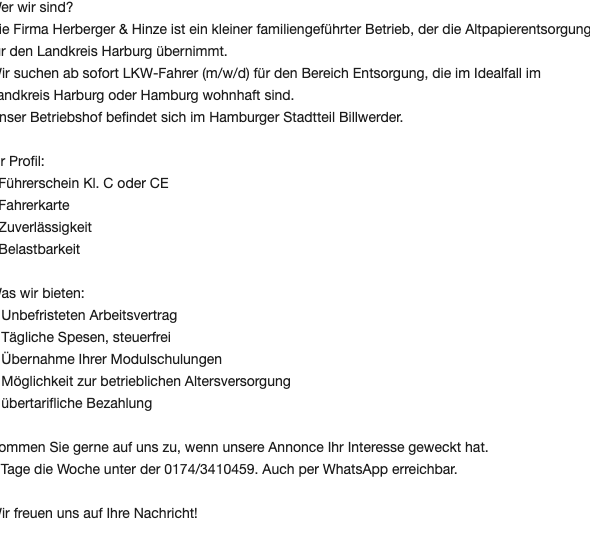 er wir sind?
ie Firma Herberger & Hinze ist ein kleiner familiengeführter Betrieb, der die Altpapierentsorgung
r den Landkreis Harburg übernimmt.
ir suchen ab sofort LKW-Fahrer (m/w/d) für den Bereich Entsorgung, die im Idealfall im
andkreis Harburg oder Hamburg wohnhaft sind.
nser Betriebshof befindet sich im Hamburger Stadtteil Billwerder.
r Profil:
Führerschein Kl. C oder CE
Fahrerkarte
Zuverlässigkeit
Belastbarkeit
as wir bieten:
Unbefristeten Arbeitsvertrag
Tägliche Spesen, steuerfrei
Übernahme Ihrer Modulschulungen
Möglichkeit zur betrieblichen Altersversorgung
übertarifliche Bezahlung
ommen Sie gerne auf uns zu, wenn unsere Annonce Ihr Interesse geweckt hat.
Tage die Woche unter der 0174/3410459. Auch per WhatsApp erreichbar.
ir freuen uns auf Ihre Nachricht!